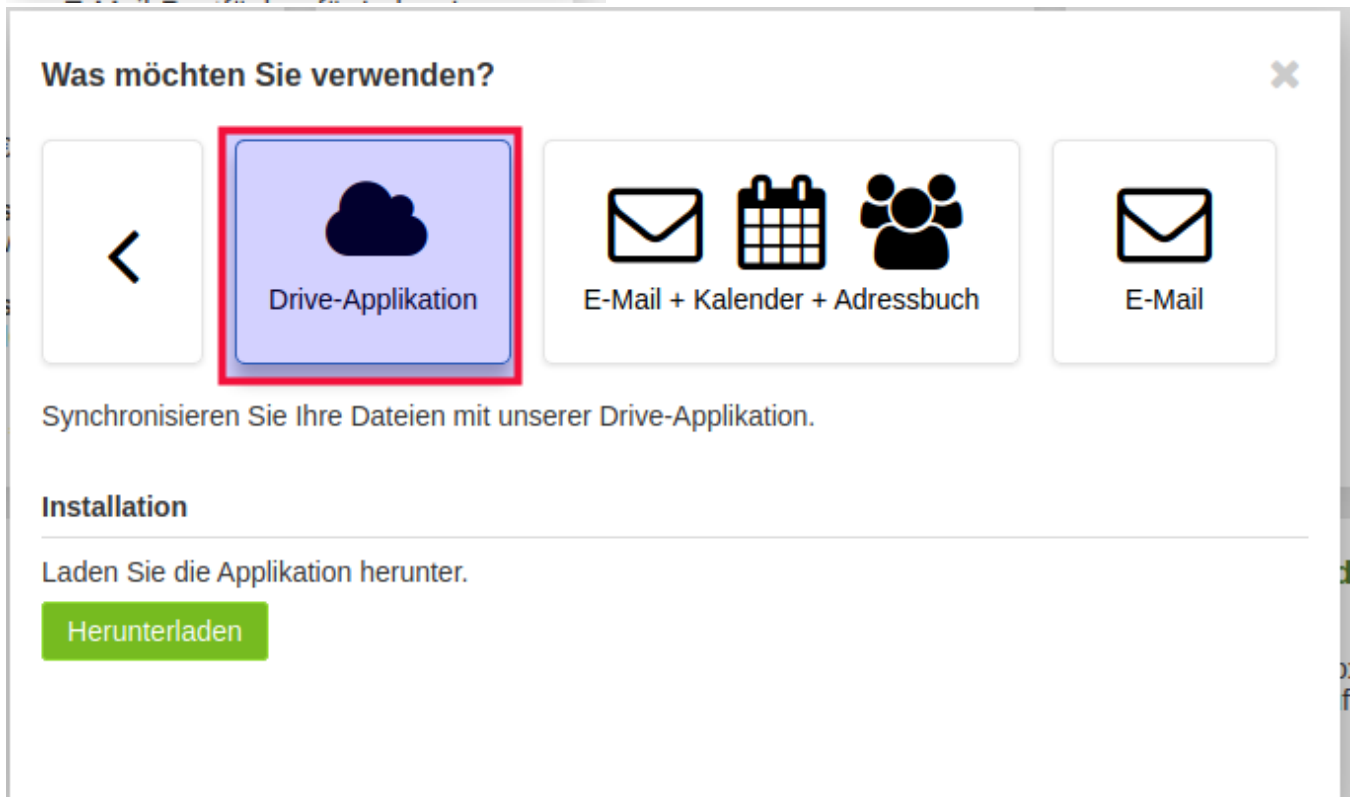 Was möchten Sie verwenden?
Drive-Applikation
E-Mail + Kalender + Adressbuch
E-Mail
Synchronisieren Sie Ihre Dateien mit unserer Drive-Applikation.
Installation
Laden Sie die Applikation herunter.
Herunterladen